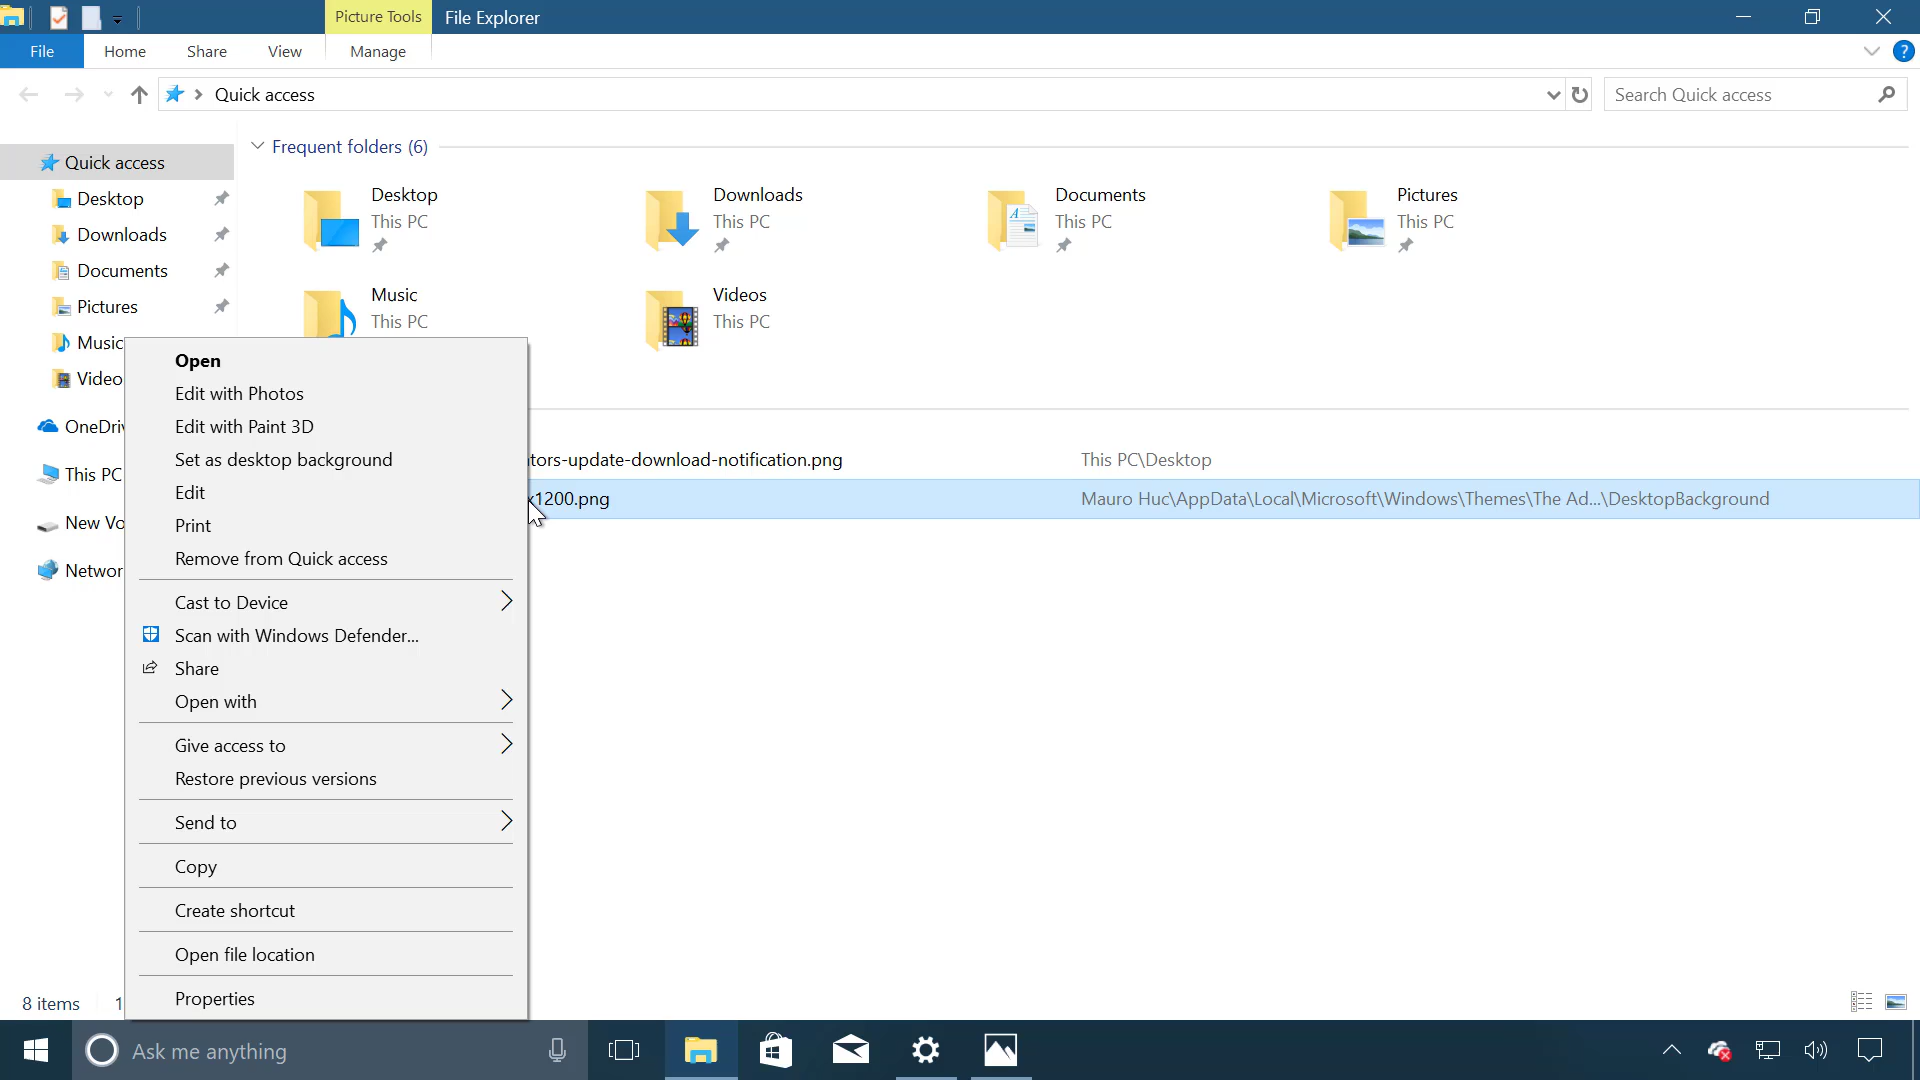 Picture Tools
File Explorer
File
Home
Share
View
Manage
?
Quick access
Search Quick access
Quick access
Desktop
Downloads
Documents
Pictures
Music
OneDriv
This PC
Network
Frequent folders (6)
Desktop
This PC
Downloads
This PC
Documents
This PC
Pictures
This PC
Music
This PC
Videos
This PC
Open
Edit with Photos
Edit with Paint 3D
Set as desktop background
Edit
Print
Remove from Quick access
Cast to Device
Scan with Windows Defender...
Share
Open with
Give access to
Restore previous versions
Send to
Copy
Create shortcut
Open file location
Properties
tors-update-download-notification.png
This PC\Desktop
x1200.png
Mauro Huc\AppData\Local\Microsoft\Windows\Themes\The Ad...\DesktopBackground
8 items
1
Ask me anything